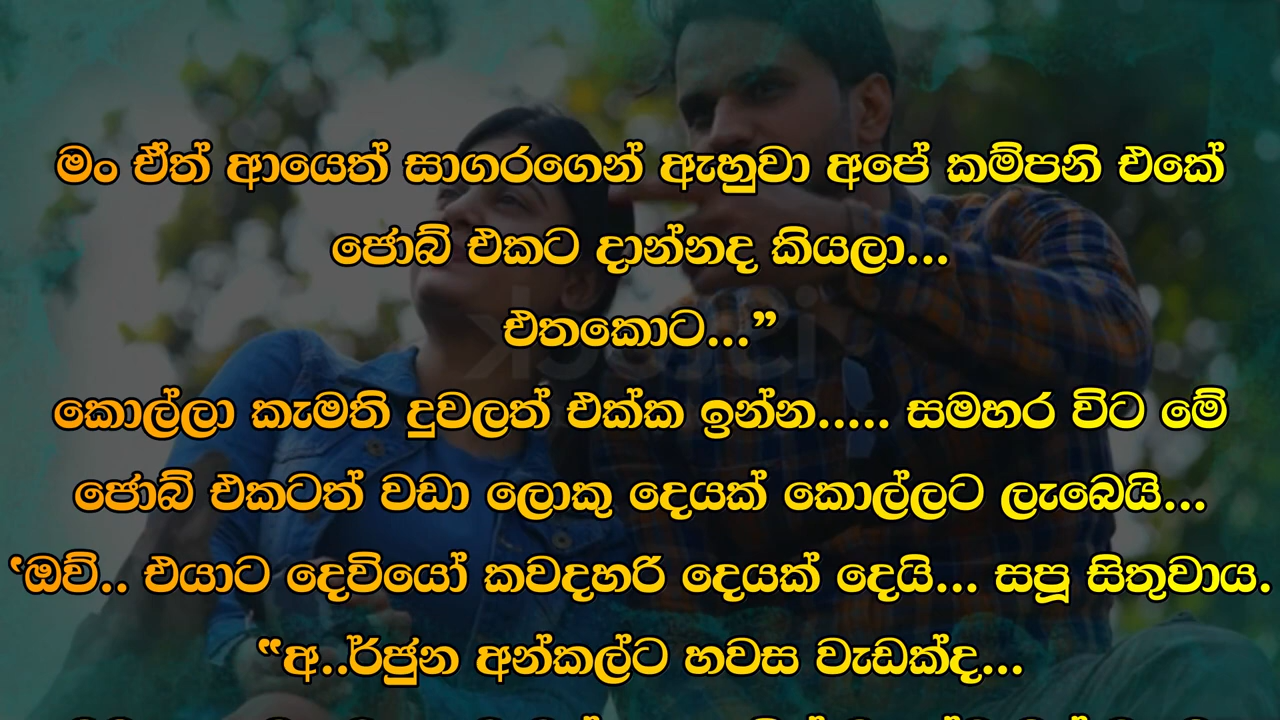 මං ඒත් ආයෙත් සාගරගෙන් ඇහුවා අපේ කම්පනි එකේ
ජොබ් එකට දාන්නද කියලා...
එතකොට...”
කොල්ලා කැමති දුවලත් එක්ක ඉන්න..... සමහර විට මේ
ජොබ් එකටත් වඩා ලොකු දෙයක් කොල්ලට ලැබෙයි...
‘ඔව්.. එයාට දෙවියෝ කවදහරි දෙයක් දෙයි... සපූ සිතුවාය.
“අ..ර්ජුන අන්කල්ට හවස වැඩක්ද...